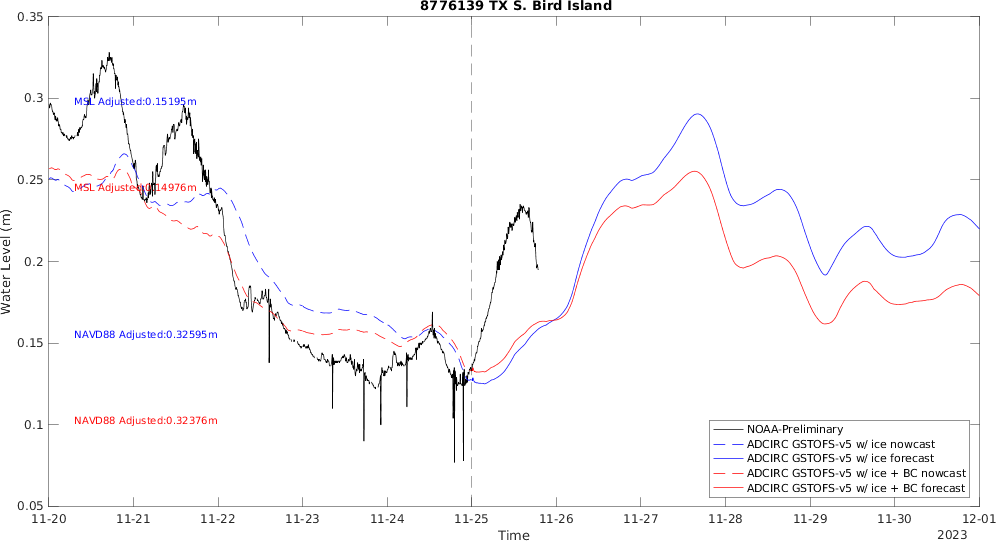 8776139 TX S. Bird Island
0.35
0.3
0.25
0.2
0.15
0.1
0.05
Water Level (m)
MSL Adjusted:0.15195m
MSL Adjusted:0.14976m
NAVD88 Adjusted:0.32595m
NAVD88 Adjusted:0.32376m
NOAA-Preliminary
ADCIRC GSTOFS-v5 w/ ice nowcast
ADCIRC GSTOFS-v5 w/ ice forecast
ADCIRC GSTOFS-v5 w/ ice + BC nowcast
ADCIRC GSTOFS-v5 w/ ice + BC forecast
11-20 11-21 11-22 11-23 11-24 11-25 11-26 11-27 11-28 11-29 11-30 12-01
Time
2023